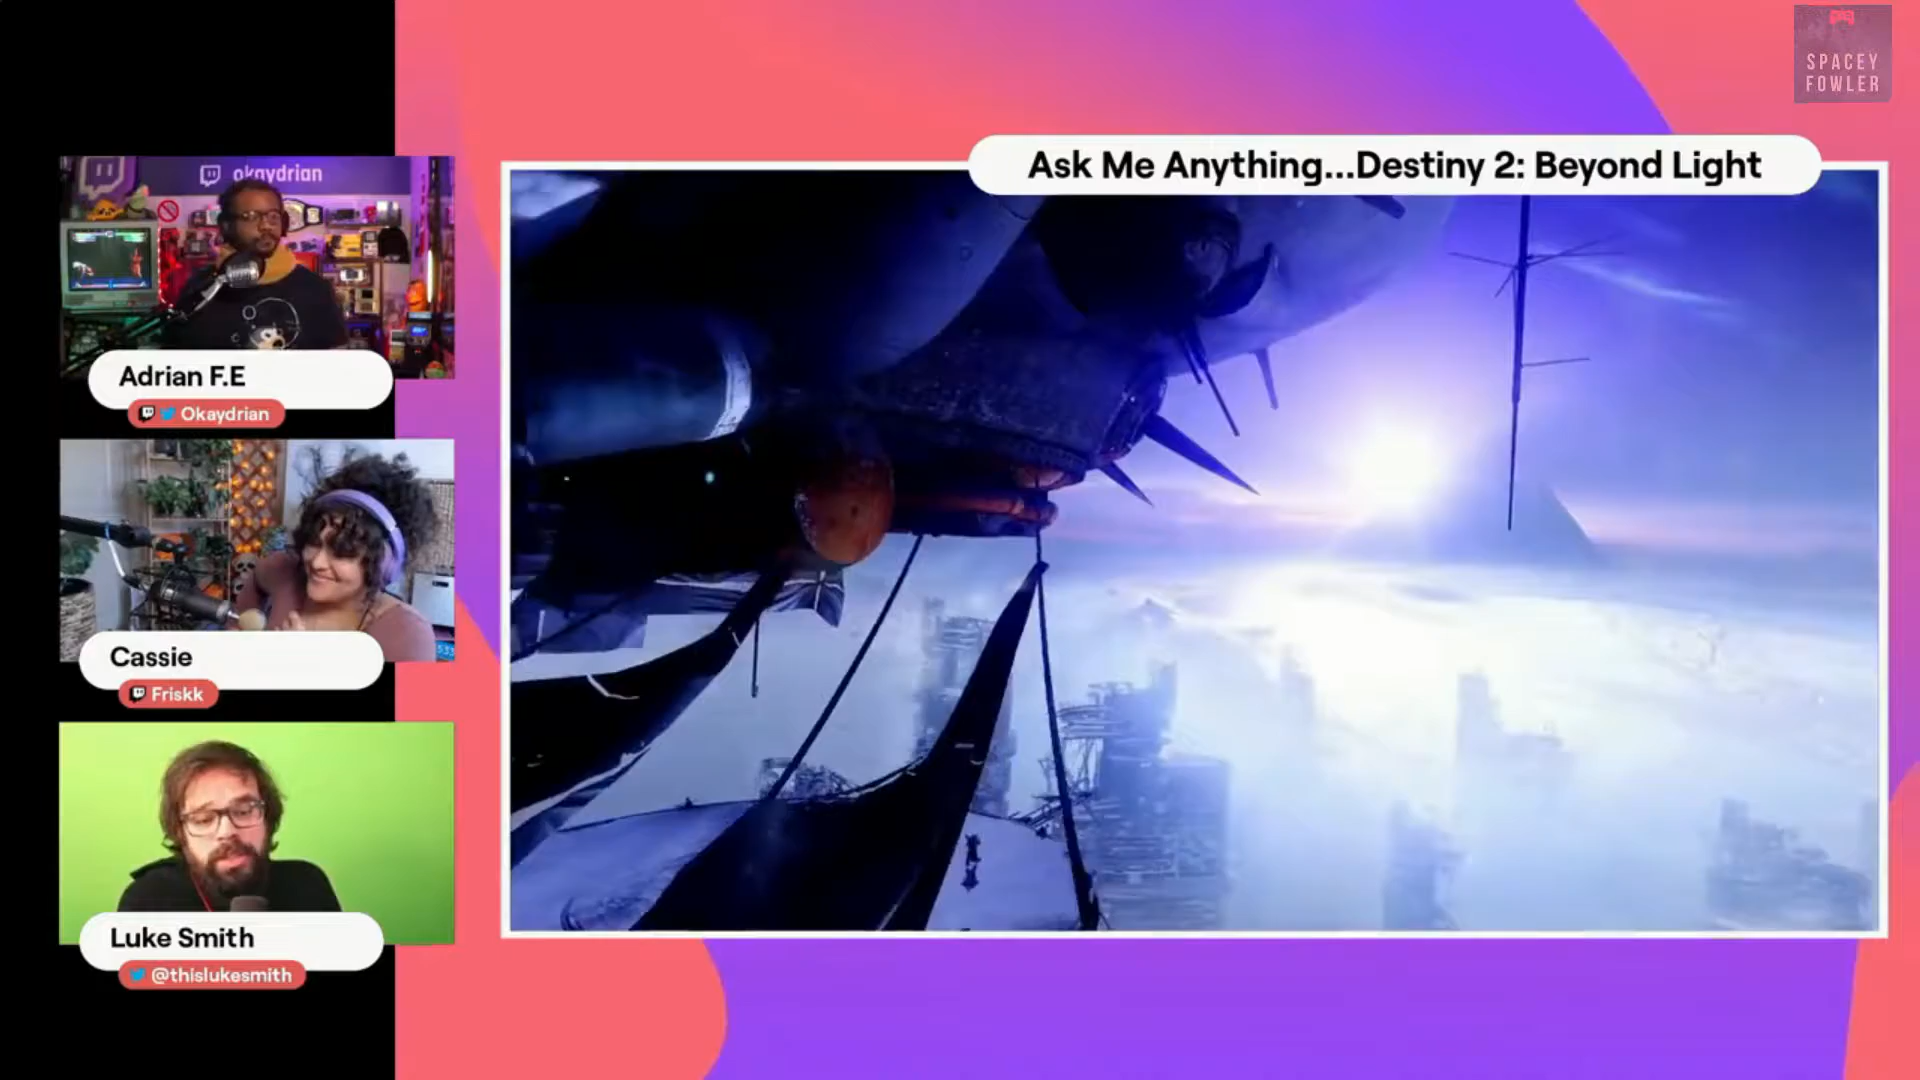 SPACEY
FOWLER
Ask Me Anything...Destiny 2: Beyond Light
okaydrian
Adrian F.E
Okaydrian
Cassie
Friskk
Luke Smith
@thislukesmith